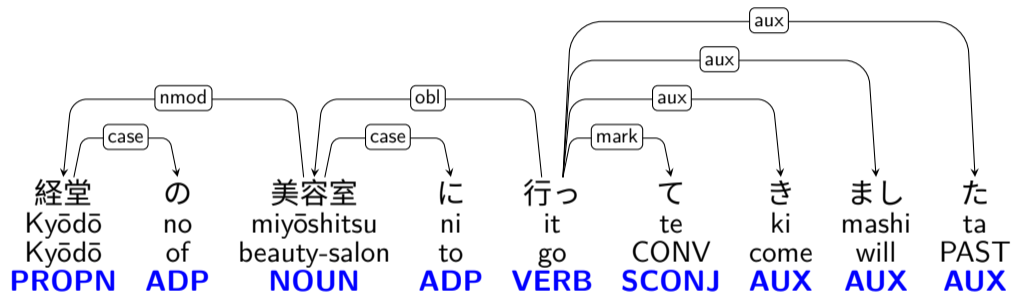 aux
aux
nmod obl aux
case case mark
経堂 の 美容室 に 行っ て き まし た
Kyōdō no miyōshitsu ni it te ki mashi ta
Kyōdō of beauty-salon to go CONV come will PAST
PROPN ADP NOUN ADP VERB SCONJ AUX AUX AUX